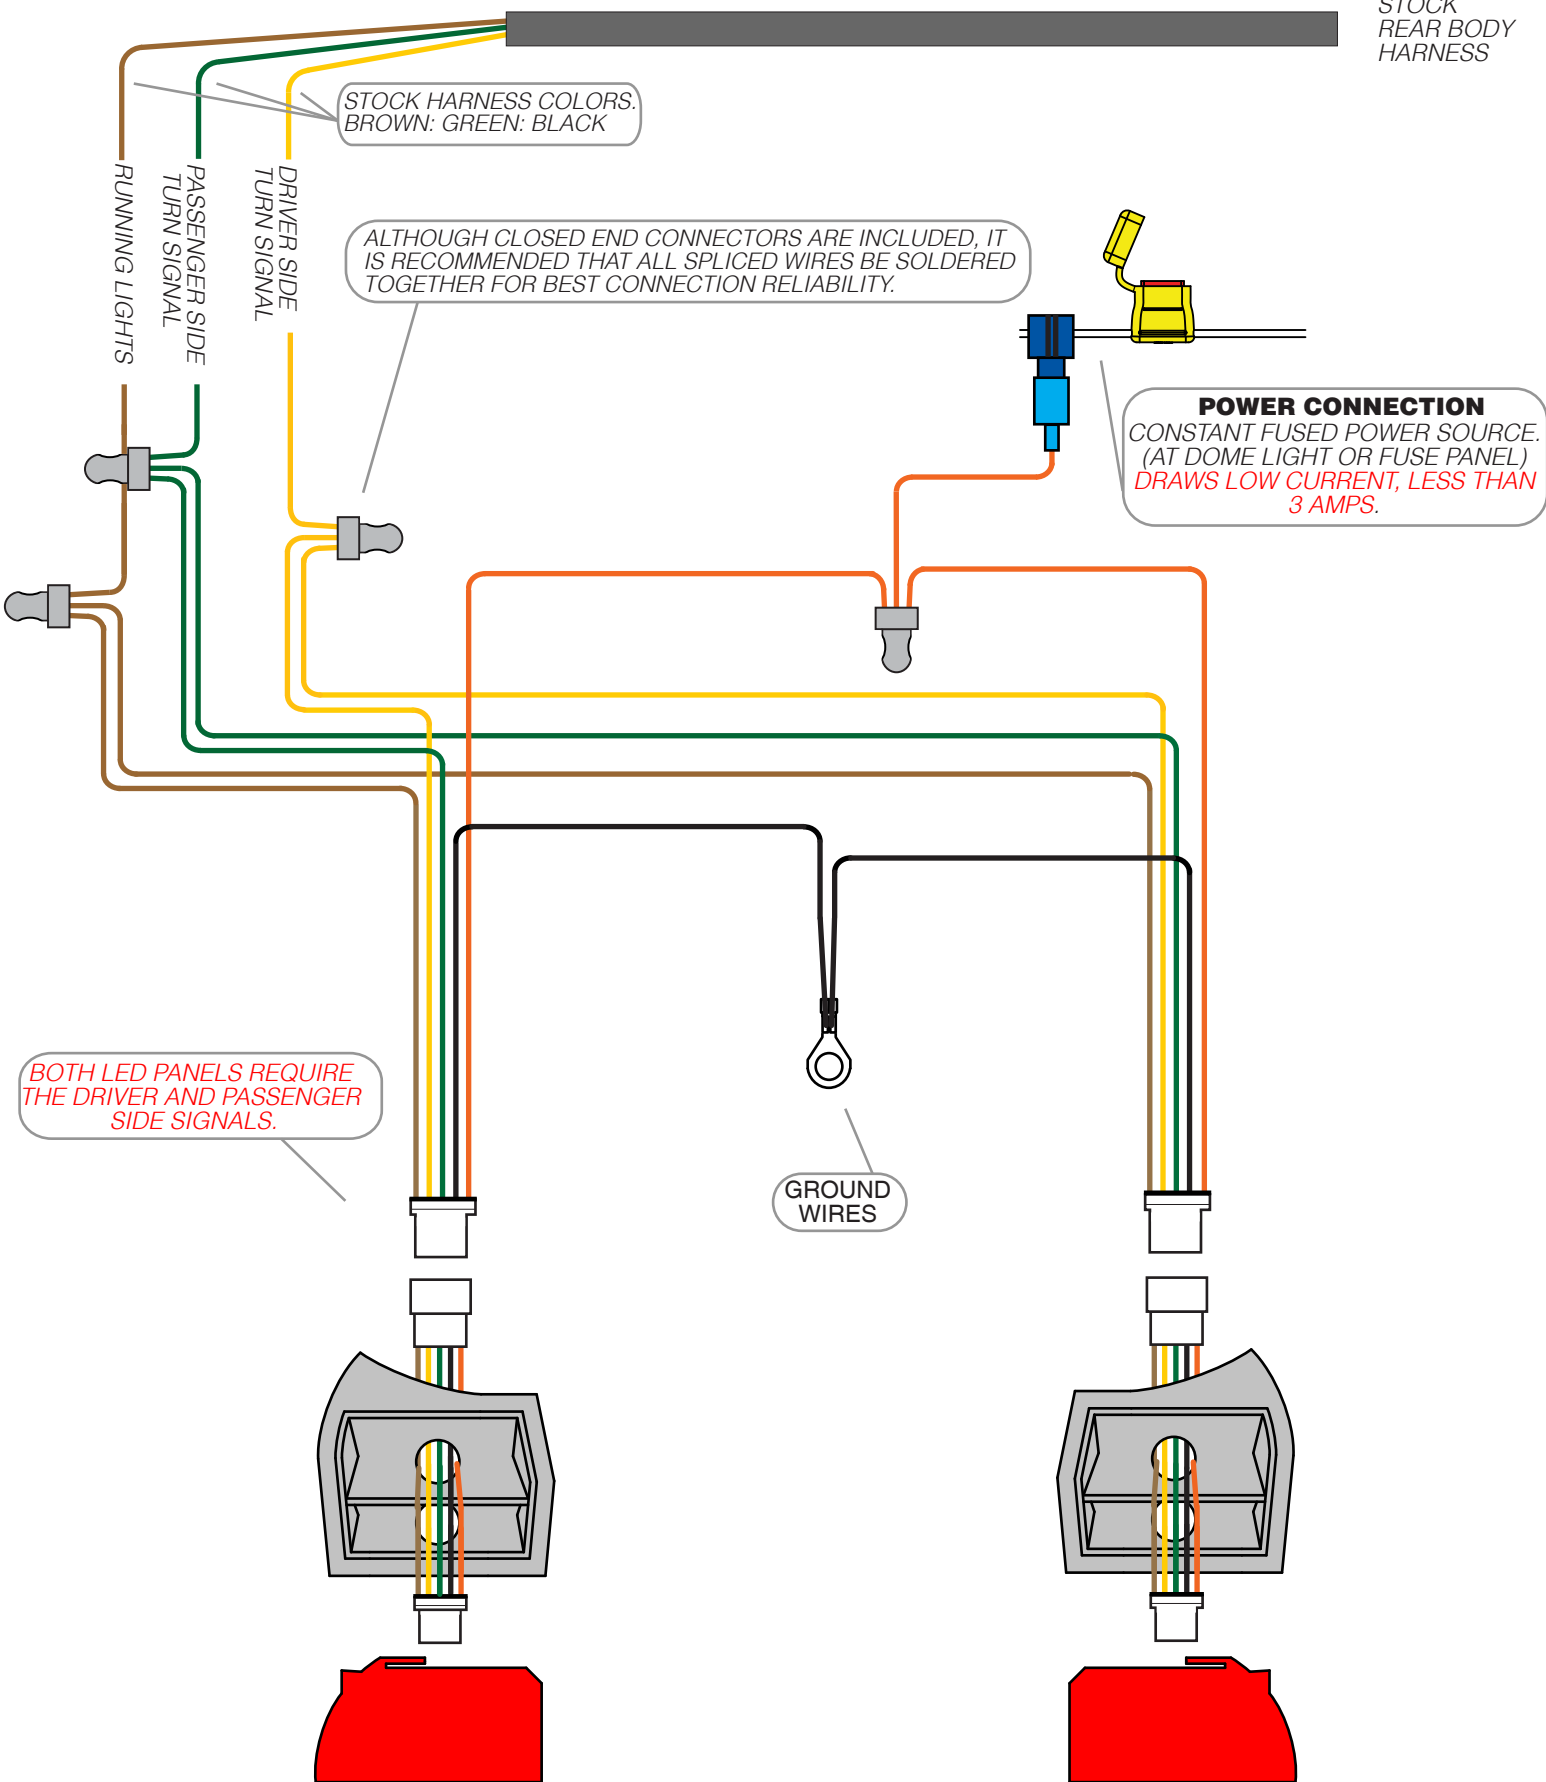 STOCK
REAR BODY
HARNESS
STOCK HARNESS COLORS.
BROWN: GREEN: BLACK
RUNNING LIGHTS
PASSENGER SIDE
TURN SIGNAL
DRIVER SIDE
TURN SIGNAL
ALTHOUGH CLOSED END CONNECTORS ARE INCLUDED, IT
IS RECOMMENDED THAT ALL SPLICED WIRES BE SOLDERED
TOGETHER FOR BEST CONNECTION RELIABILITY.
POWER CONNECTION
CONSTANT FUSED POWER SOURCE.
(AT DOME LIGHT OR FUSE PANEL)
DRAWS LOW CURRENT, LESS THAN
3 AMPS.
BOTH LED PANELS REQUIRE
THE DRIVER AND PASSENGER
SIDE SIGNALS.
GROUND
WIRES